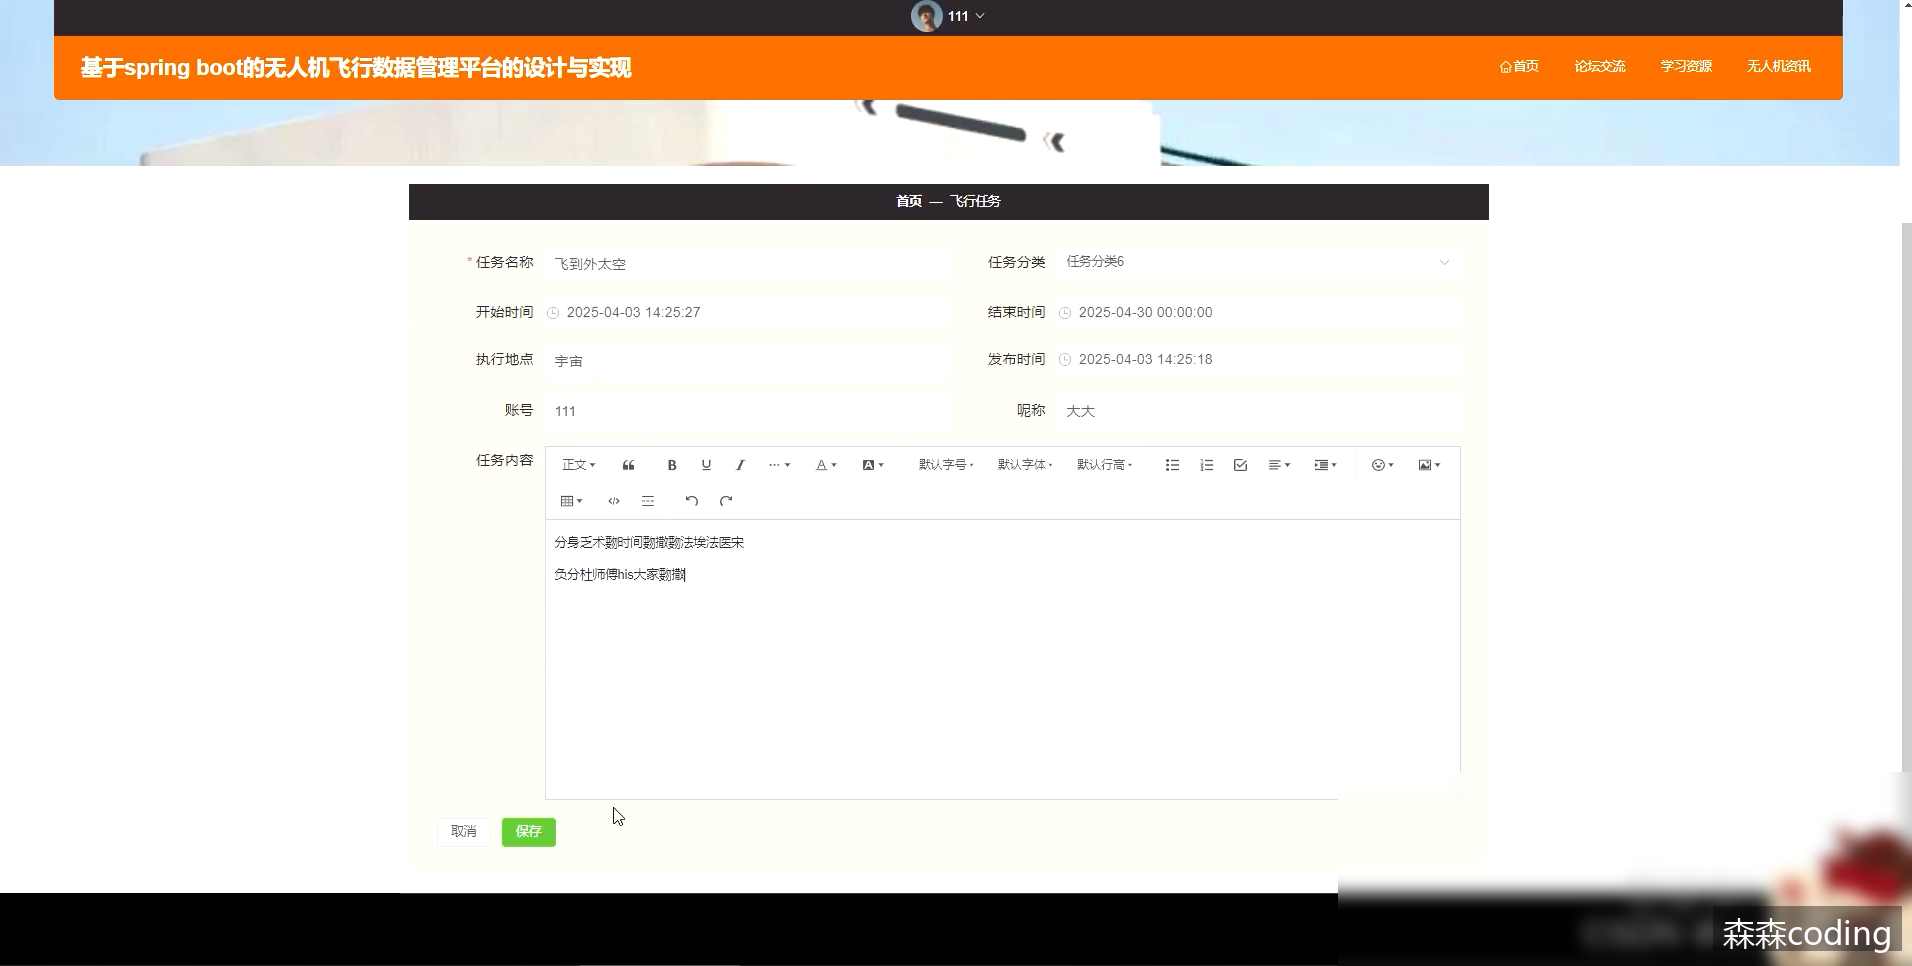 111
基于spring boot的无人机飞行数据管理平台的设计与实现
首页 论坛交流 学习资源 无人机资讯
首页 — 飞行任务
* 任务名称 飞到外太空 任务分类 任务分类6
开始时间 2025-04-03 14:25:27 结束时间 2025-04-30 00:00:00
执行地点 宇宙 发布时间 2025-04-03 14:25:18
账号 111 昵称 大大
任务内容 正文 B U I ... A A 默认字号 默认字体 默认行高
分身乏术翻时间翻撒翻法埃法医宋
负分杜师傅his大家翻撒
取消 保存
森森coding